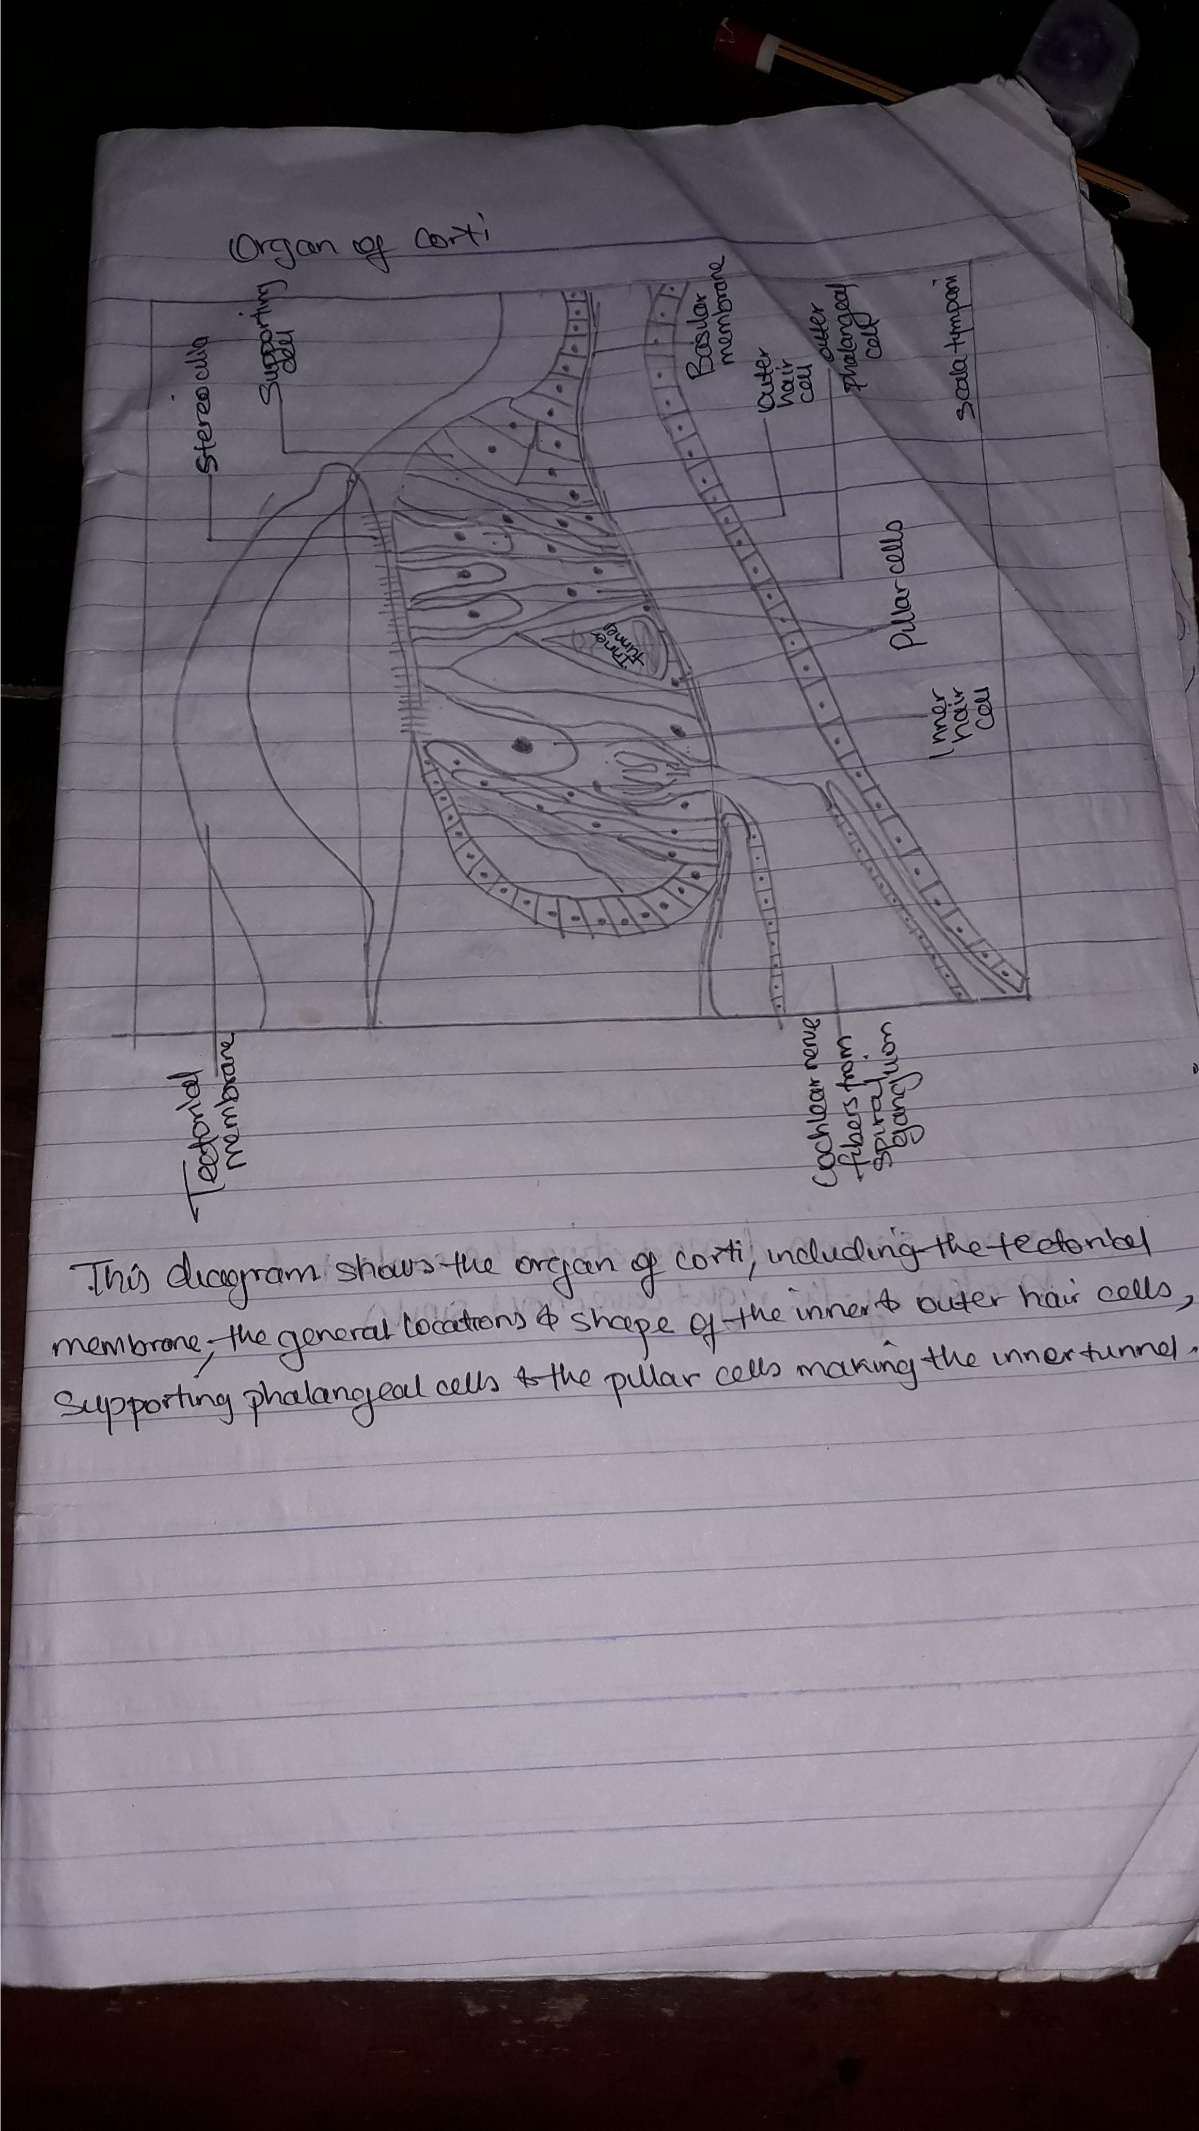 Organ of corti
Stereocilia
Supporting
cell
Basilar
membrane
outer
hair
cell
outer
phalangeal
cell
scala tympani
Pillar cells
Inner
hair
cell
Inner
tunnel
Tectorial
membrane
Cochlear nerve
fibers from
spiral
ganglion
This diagram shows the organ of corti, including the tectorial
membrane, the general locations & shape of the inner & outer hair cells,
Supporting phalangeal cells & the pillar cells making the inner tunnel.